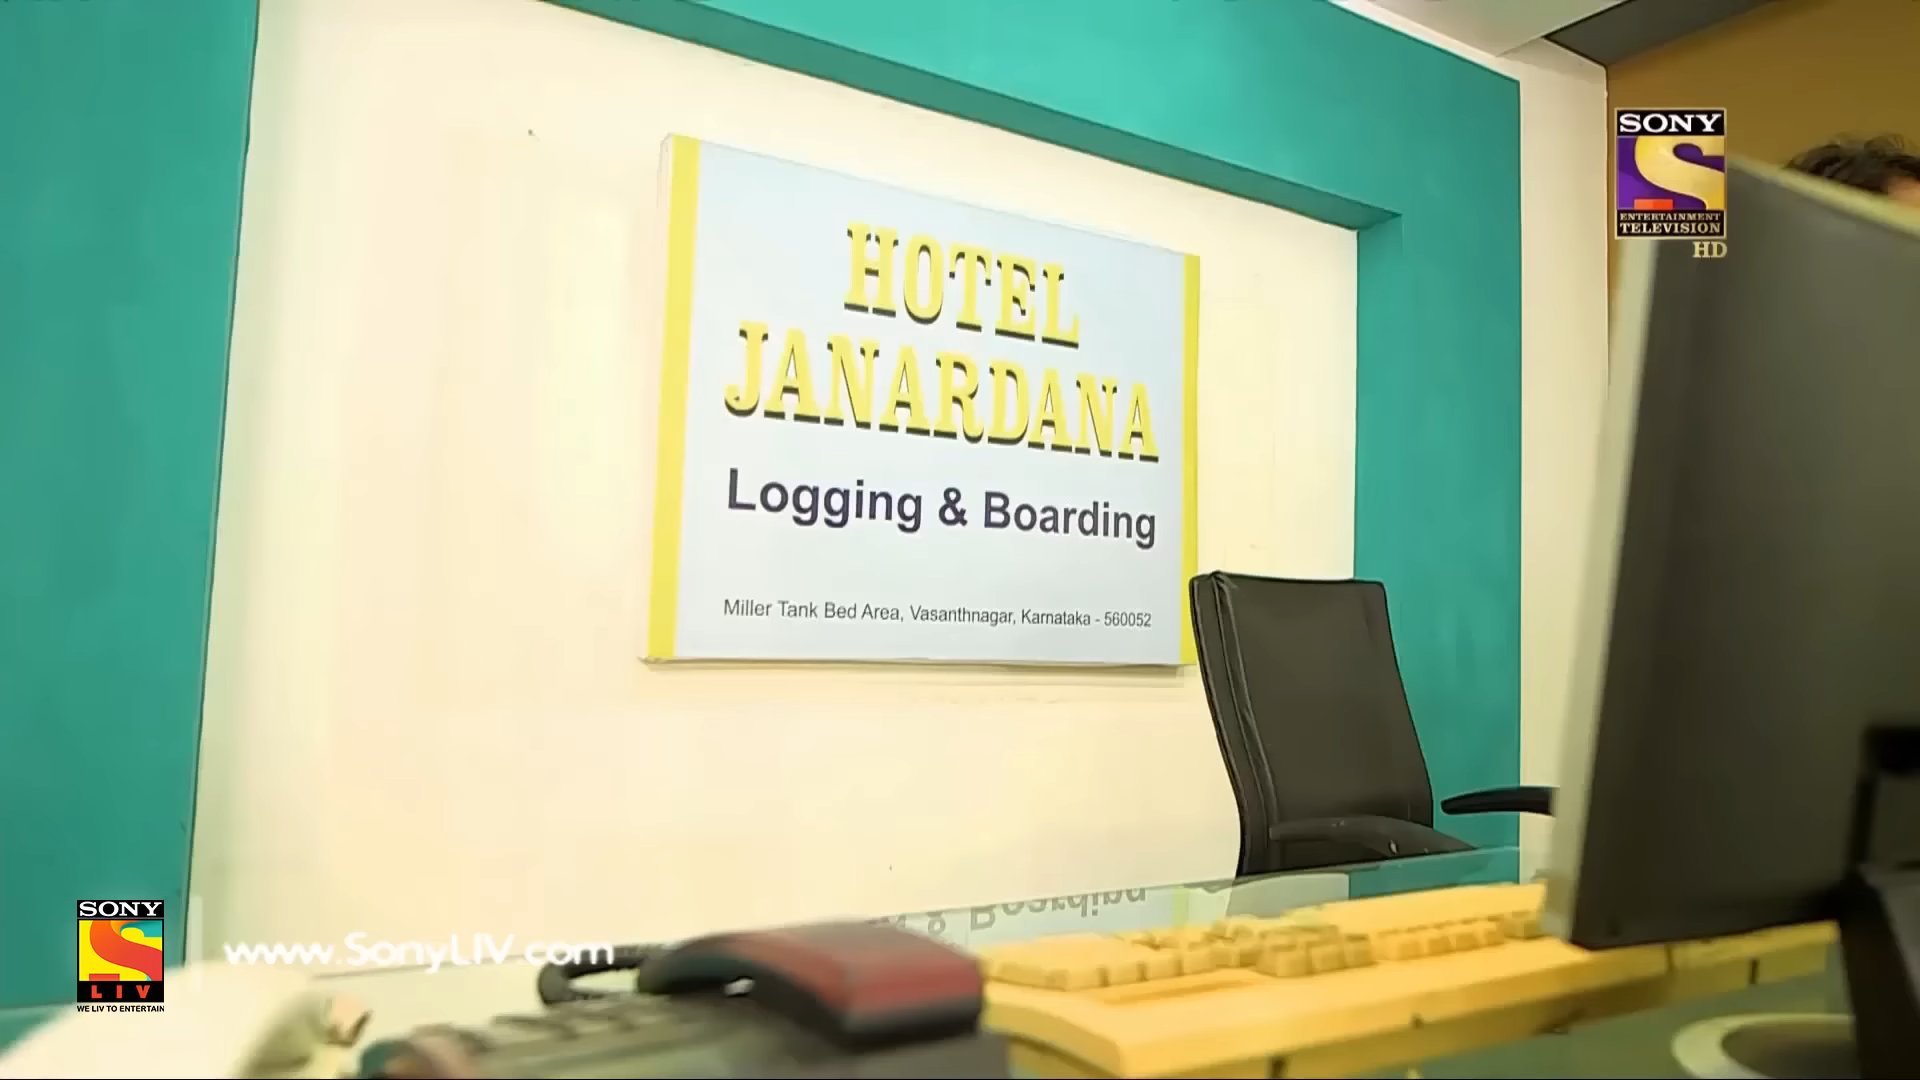 HOTEL
JANARDANA
Logging & Boarding
Miller Tank Bed Area, Vasanthnagar, Karnataka - 560052
SONY
ENTERTAINMENT
TELEVISION
HD
& Boarding
SONY
LIV
WE LIV TO ENTERTAIN
www.SonyLIV.com